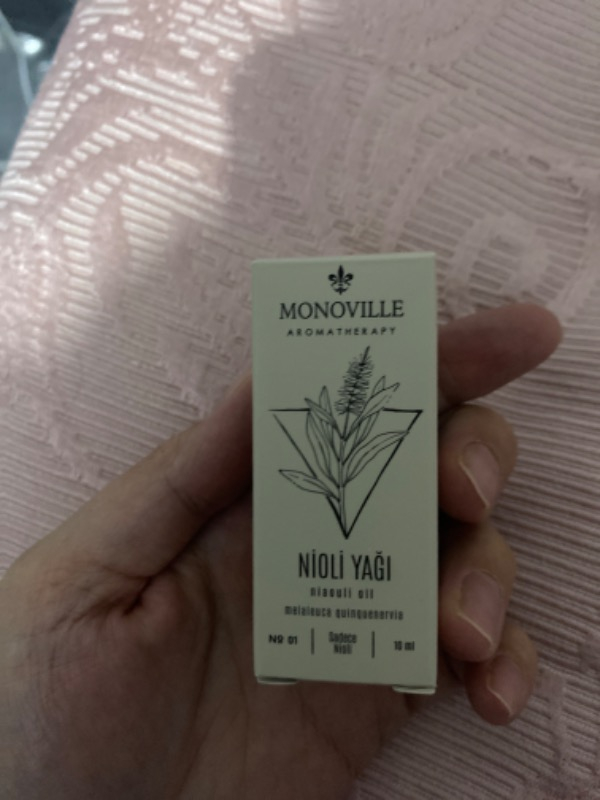 MONOVILLE
AROMATHERAPY
NİOLİ YAĞI
niaouli oil
melaleuca quinquenervia
Nº 01 | Sadece Nioli | 10 ml